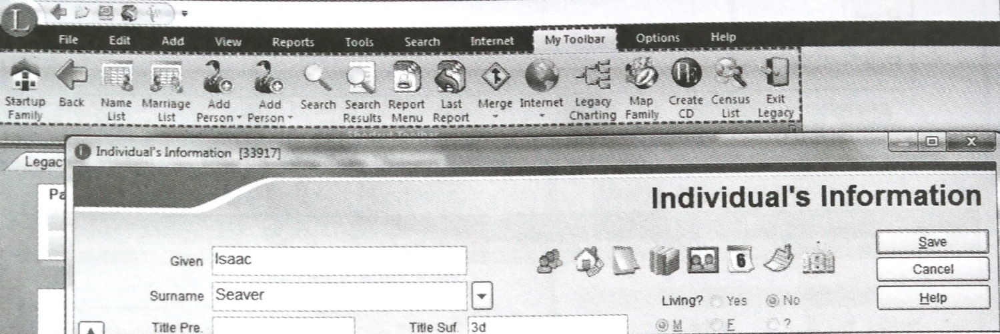 L
File Edit Add View Reports Tools Search Internet My Toolbar Options Help
Startup Back Name Marriage Add Add Search Search Report Last Merge Internet Legacy Map Create Census Exit
Family List List Person Person Results Menu Report Charting Family CD List Legacy
Shortcut Toolbar
L Individual's Information [33917] X
Legac
Pa
Individual's Information
Given Isaac 6 Save
Cancel
Surname Seaver Living? Yes No Help
Title Pre. Title Suf. 3d M F ?